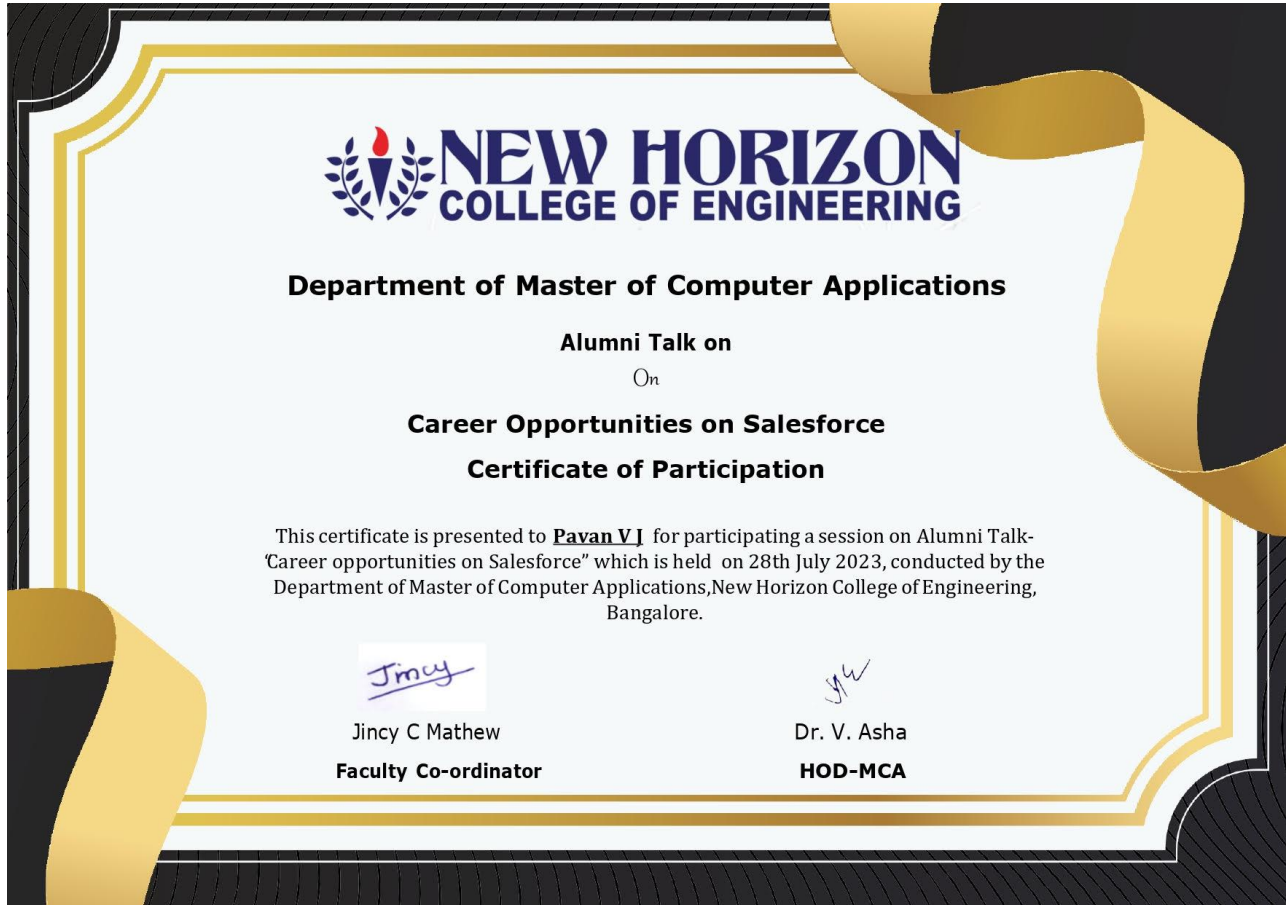 NEW HORIZON
COLLEGE OF ENGINEERING
Department of Master of Computer Applications
Alumni Talk on
On
Career Opportunities on Salesforce
Certificate of Participation
This certificate is presented to Pavan V J for participating a session on Alumni Talk-
“Career opportunities on Salesforce” which is held on 28th July 2023, conducted by the
Department of Master of Computer Applications,New Horizon College of Engineering,
Bangalore.
Jincy
Jincy C Mathew
Dr. V. Asha
Faculty Co-ordinator
HOD-MCA